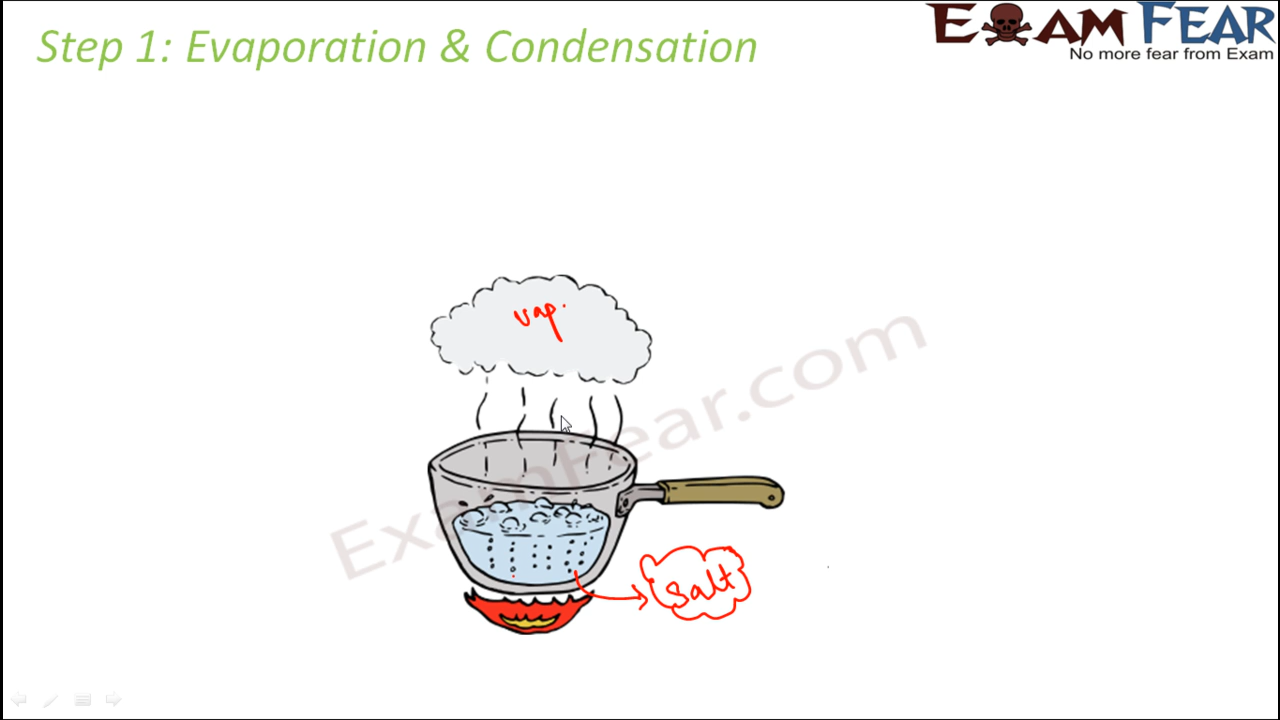 Step 1: Evaporation & Condensation
EXAM FEAR
No more fear from Exam
vap.
ExamFear.com
salt